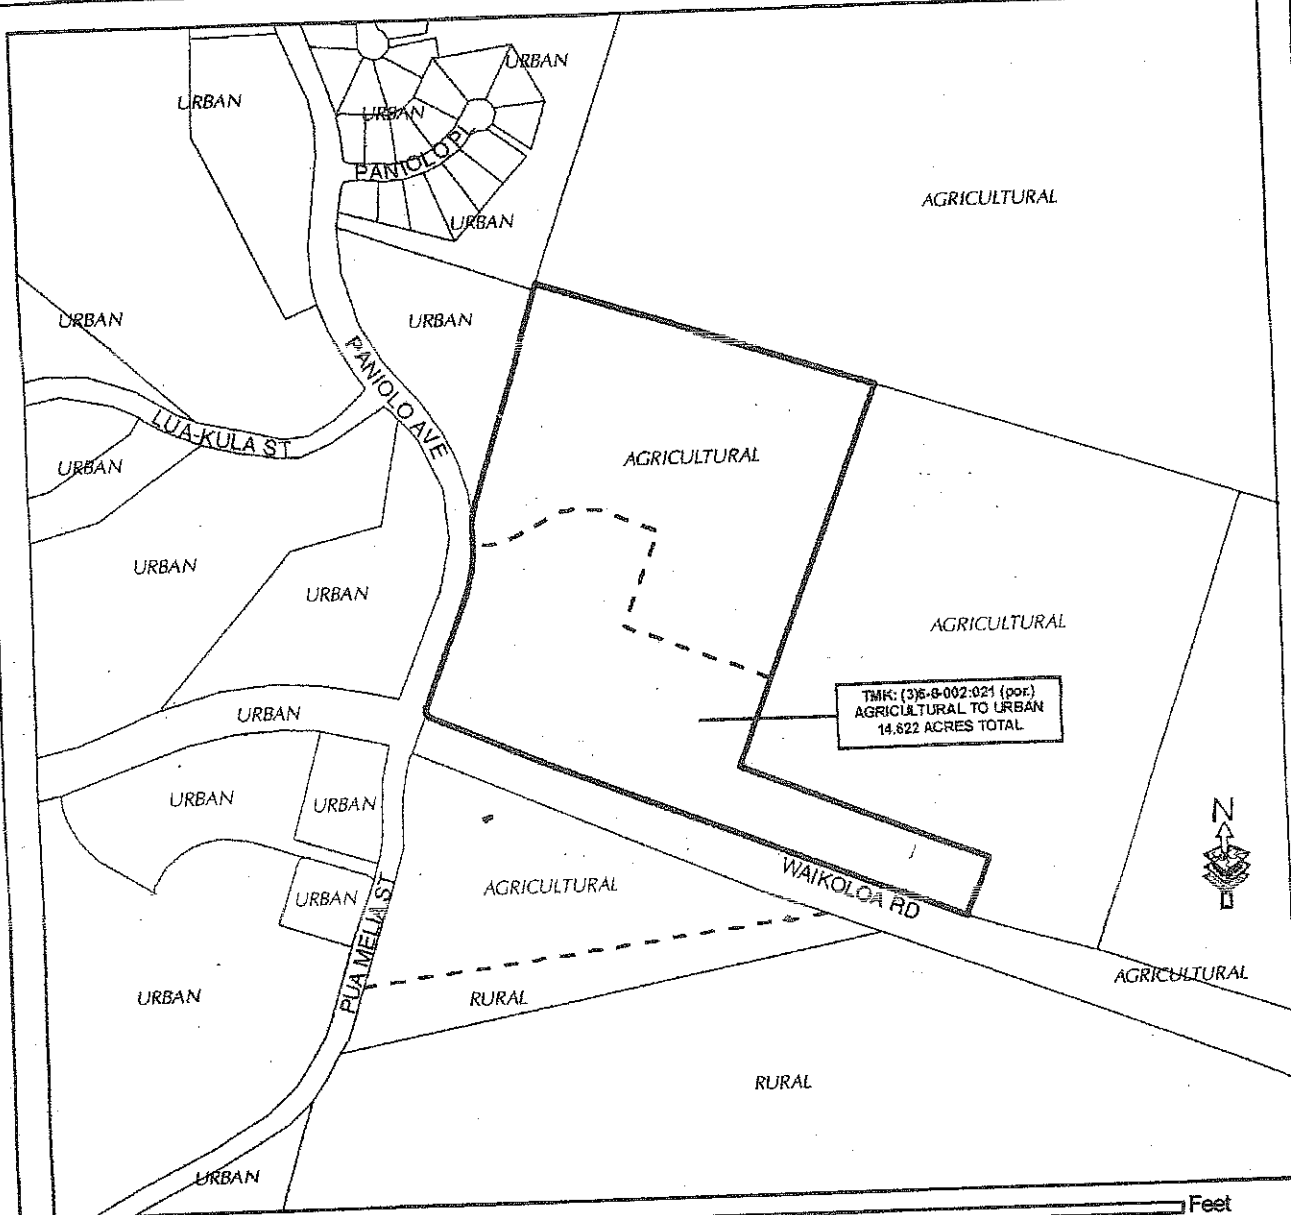 URBAN
URBAN
URBAN
PANIOLO PL
AGRICULTURAL
URBAN
URBAN
URBAN
PANIOLO AVE
LUA-KULA ST
URBAN
AGRICULTURAL
URBAN
URBAN
AGRICULTURAL
TMK: (3)6-8-002:021 (por.)
AGRICULTURAL TO URBAN
14.622 ACRES TOTAL
URBAN
URBAN
URBAN
N
WAIKOLOA RD
AGRICULTURAL
URBAN
PUA MELIA ST
AGRICULTURAL
URBAN
RURAL
RURAL
URBAN
Feet